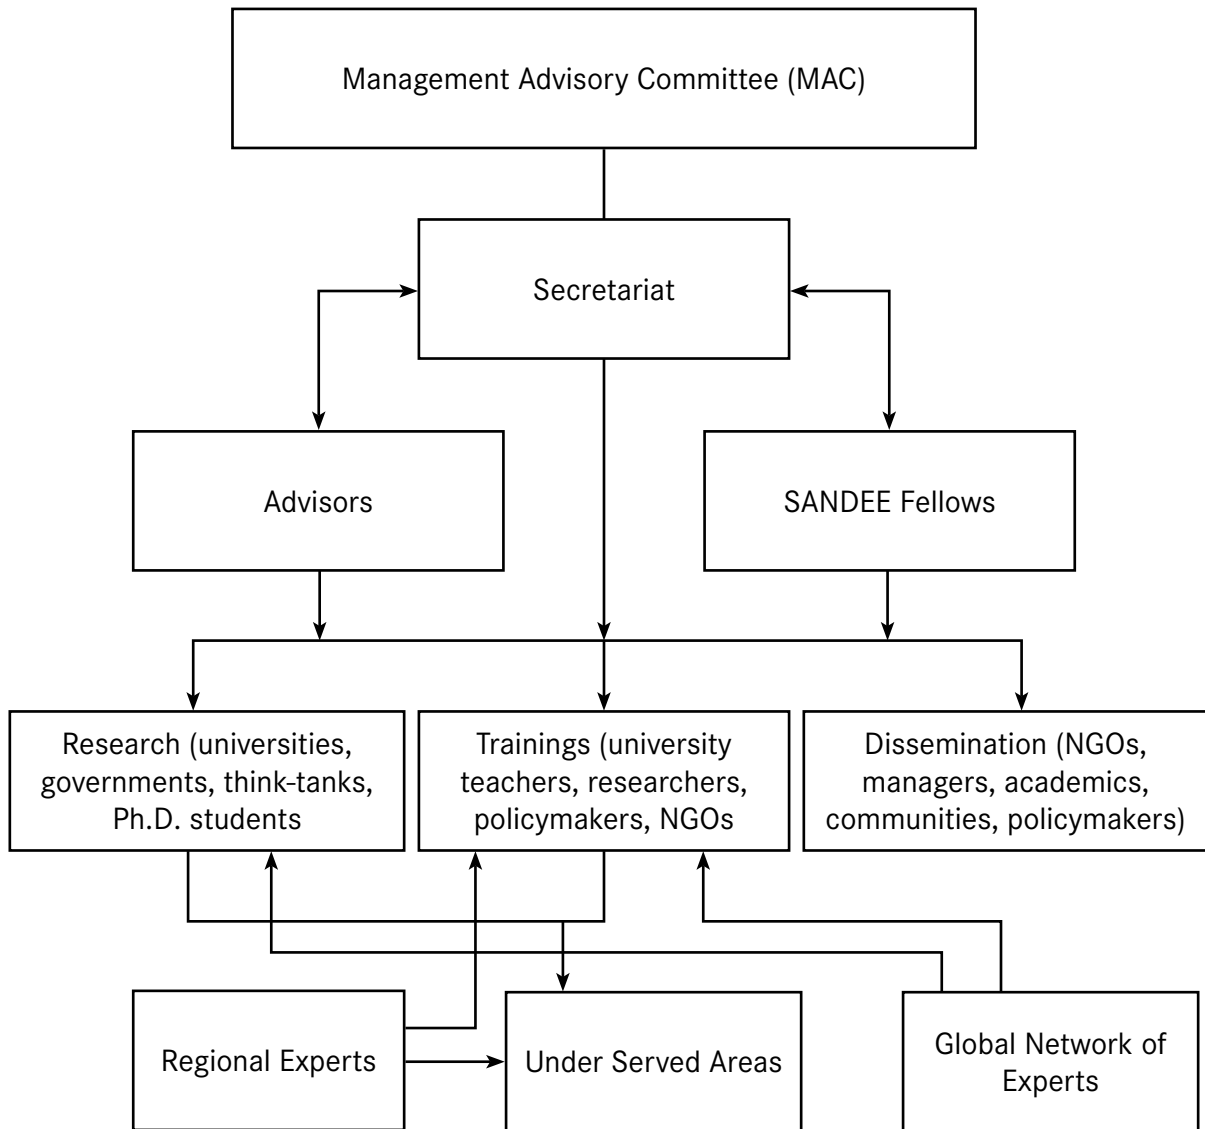 Management Advisory Committee (MAC)
Secretariat
Advisors
SANDEE Fellows
Research (universities,
governments, think-tanks,
Ph.D. students
Trainings (university
teachers, researchers,
policymakers, NGOs
Dissemination (NGOs,
managers, academics,
communities, policymakers)
Regional Experts
Under Served Areas
Global Network of
Experts